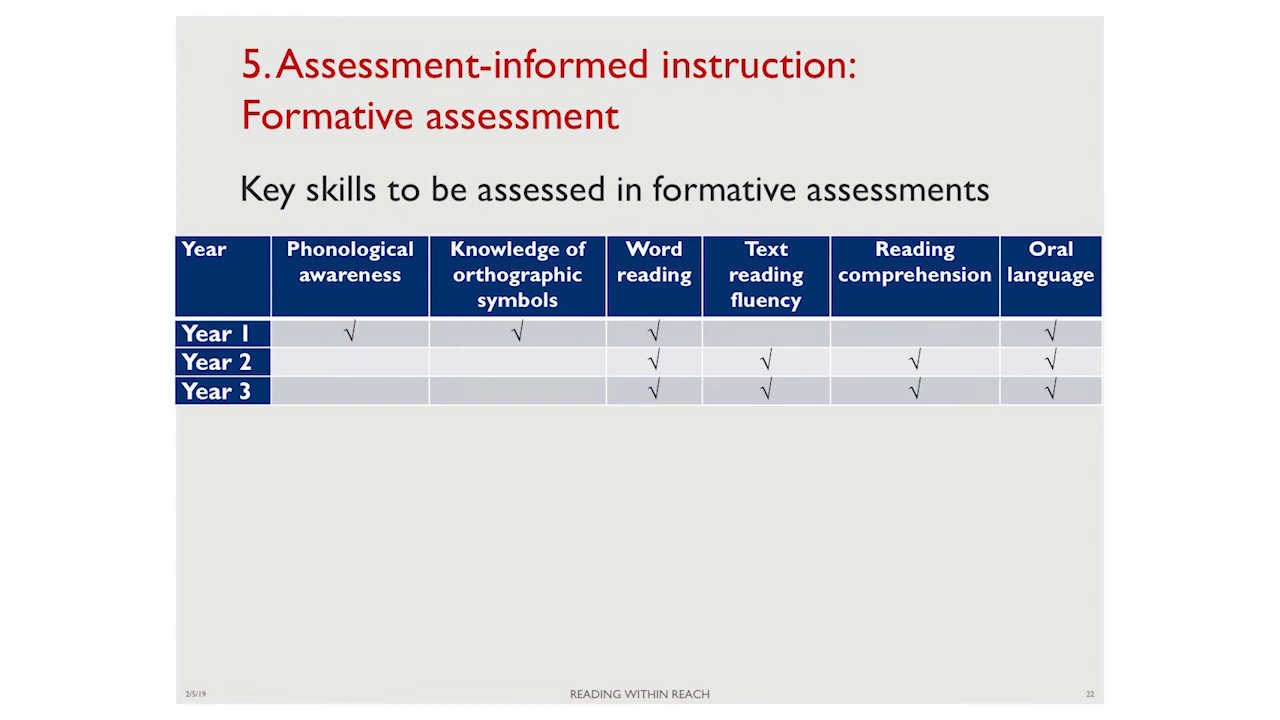 5. Assessment-informed instruction:
Formative assessment
Key skills to be assessed in formative assessments
Year Phonological awareness Knowledge of orthographic symbols Word reading Text reading fluency Reading comprehension Oral language
Year 1 √ √ √ √
Year 2 √ √ √ √
Year 3 √ √ √ √
2/5/19 READING WITHIN REACH 22